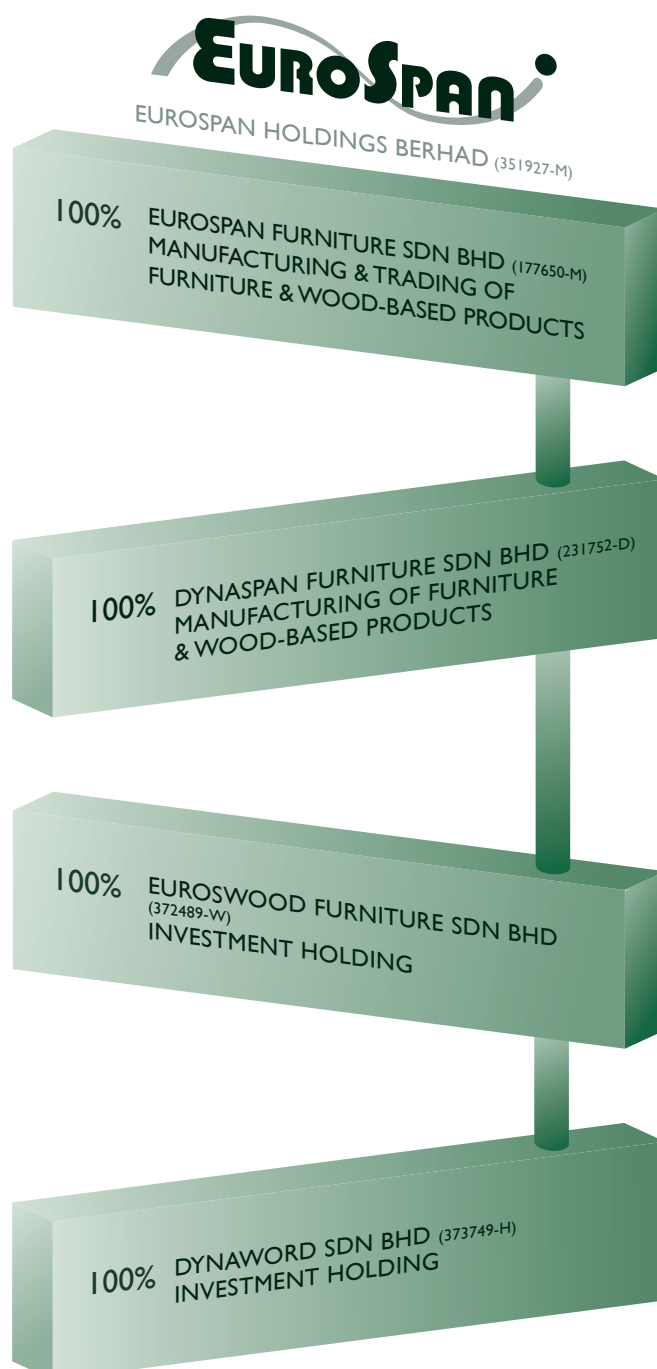 EUROSPAN
EUROSPAN HOLDINGS BERHAD (351927-M)
100% EUROSPAN FURNITURE SDN BHD (177650-M)
MANUFACTURING & TRADING OF
FURNITURE & WOOD-BASED PRODUCTS
100% DYNASPAN FURNITURE SDN BHD (231752-D)
MANUFACTURING OF FURNITURE
& WOOD-BASED PRODUCTS
100% EUROSWOOD FURNITURE SDN BHD
(372489-W)
INVESTMENT HOLDING
100% DYNAWORD SDN BHD (373749-H)
INVESTMENT HOLDING